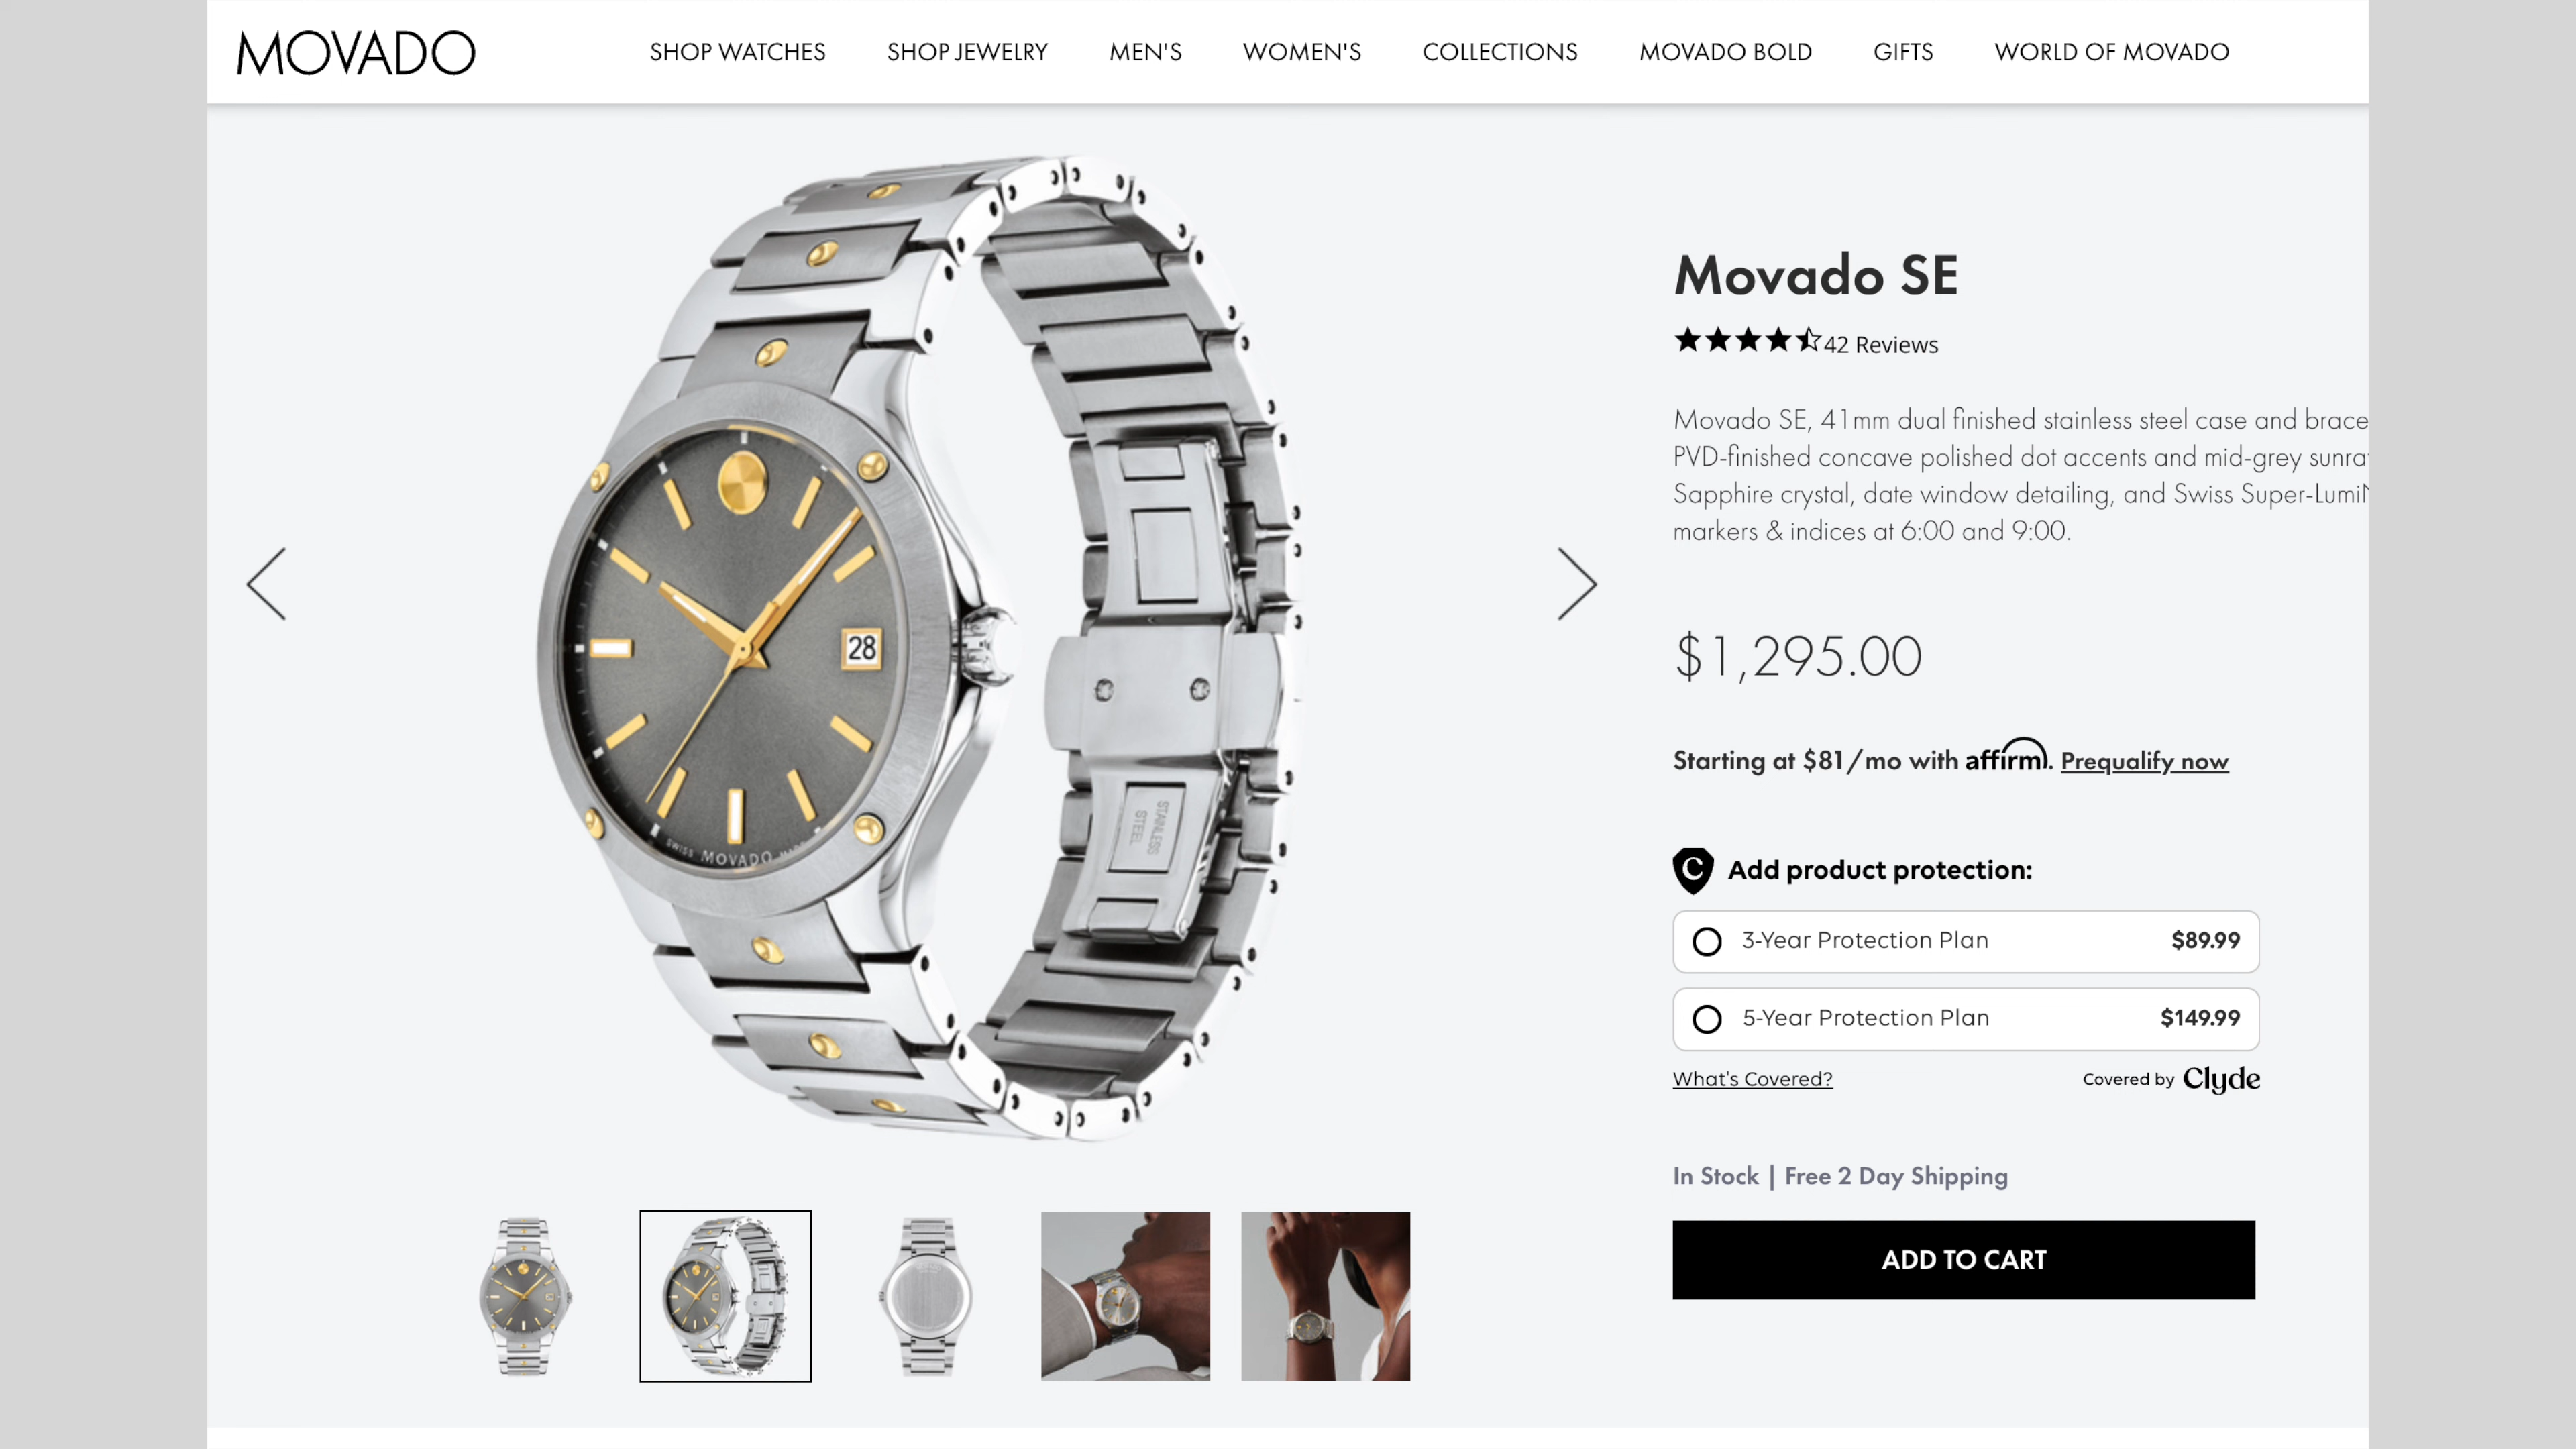 MOVADO
SHOP WATCHES
SHOP JEWELRY
MEN'S
WOMEN'S
COLLECTIONS
MOVADO BOLD
GIFTS
WORLD OF MOVADO
28
SWISS MOVADO
STAINLESS
STEEL
Movado SE
42 Reviews
Movado SE, 41mm dual finished stainless steel case and brace
PVD-finished concave polished dot accents and mid-grey sunra
Sapphire crystal, date window detailing, and Swiss Super-Lumi
markers & indices at 6:00 and 9:00.
$1,295.00
Starting at $81/mo with affirm. Prequalify now
C Add product protection:
3-Year Protection Plan $89.99
5-Year Protection Plan $149.99
What's Covered? Covered by Clyde
In Stock | Free 2 Day Shipping
ADD TO CART